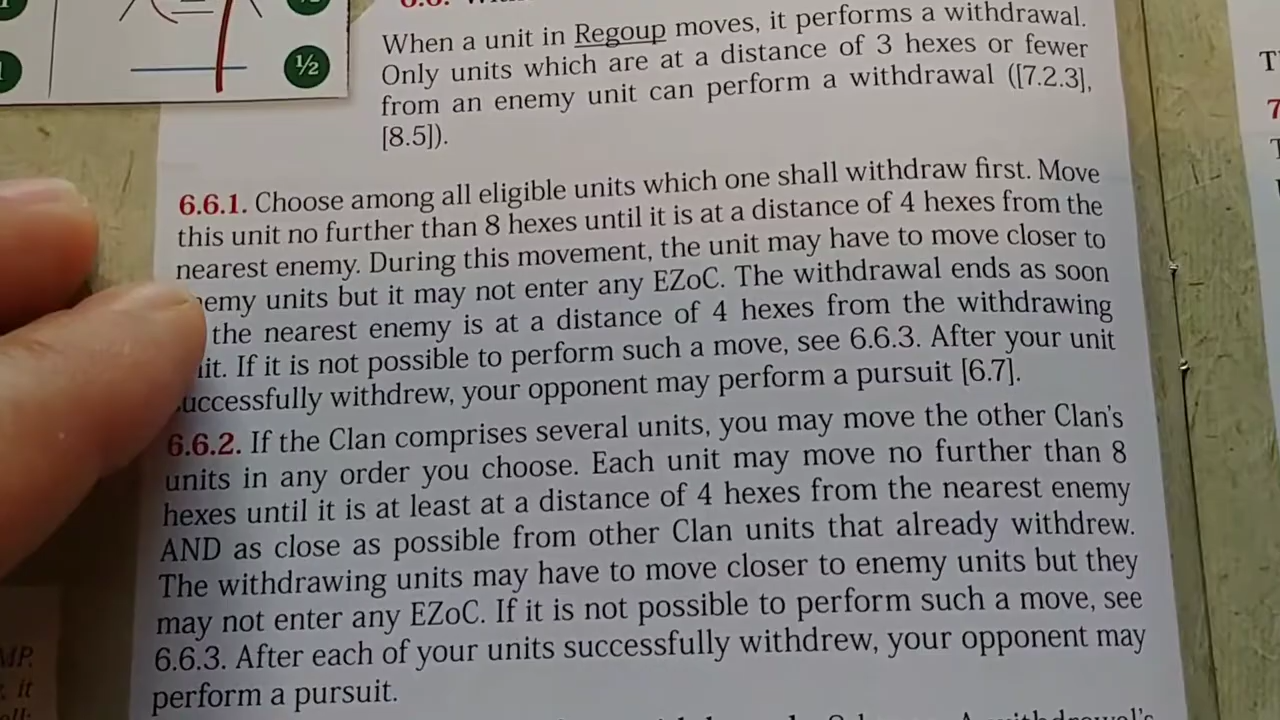 ½
When a unit in Regoup moves, it performs a withdrawal.
Only units which are at a distance of 3 hexes or fewer
from an enemy unit can perform a withdrawal ([7.2.3],
[8.5]).
6.6.1. Choose among all eligible units which one shall withdraw first. Move
this unit no further than 8 hexes until it is at a distance of 4 hexes from the
nearest enemy. During this movement, the unit may have to move closer to
emy units but it may not enter any EZoC. The withdrawal ends as soon
the nearest enemy is at a distance of 4 hexes from the withdrawing
it. If it is not possible to perform such a move, see 6.6.3. After your unit
uccessfully withdrew, your opponent may perform a pursuit [6.7].
6.6.2. If the Clan comprises several units, you may move the other Clan's
units in any order you choose. Each unit may move no further than 8
hexes until it is at least at a distance of 4 hexes from the nearest enemy
AND as close as possible from other Clan units that already withdrew.
The withdrawing units may have to move closer to enemy units but they
may not enter any EZoC. If it is not possible to perform such a move, see
6.6.3. After each of your units successfully withdrew, your opponent may
perform a pursuit.
MP.
it
T
7